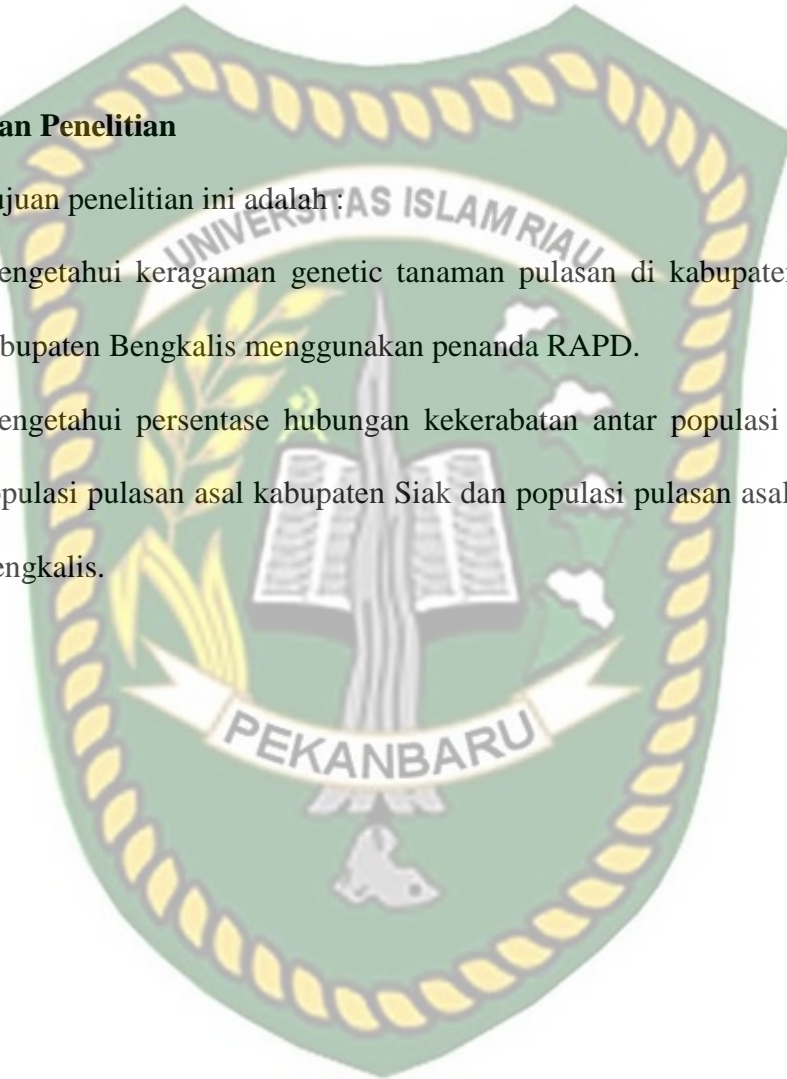 an Penelitian
ujuan penelitian ini adalah :
UNIVERSITAS ISLAM RIAU
engetahui keragaman genetic tanaman pulasan di kabupaten
bupaten Bengkalis menggunakan penanda RAPD.
engetahui persentase hubungan kekerabatan antar populasi
opulasi pulasan asal kabupaten Siak dan populasi pulasan asal
engkalis.
PEKANBARU